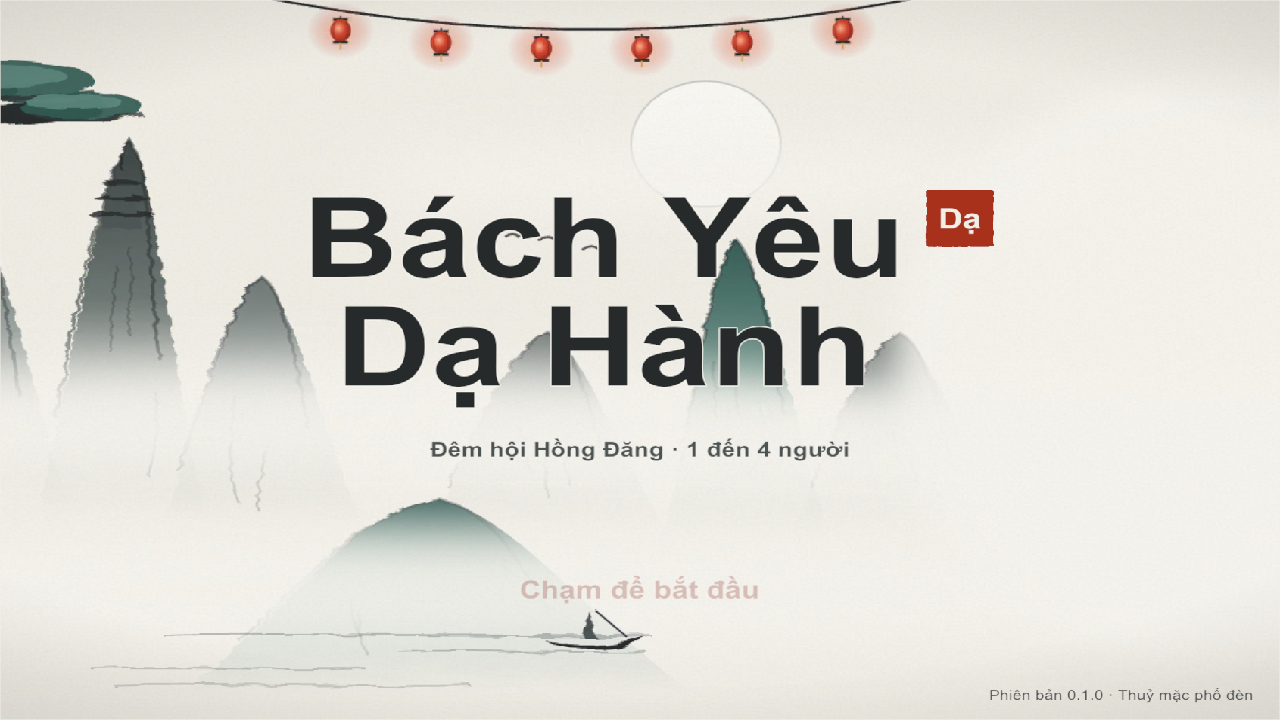 Bách Yêu
Dạ
Dạ Hành
Đêm hội Hồng Đăng · 1 đến 4 người
Chạm để bắt đầu
Phiên bản 0.1.0 · Thuỷ mặc phố đèn